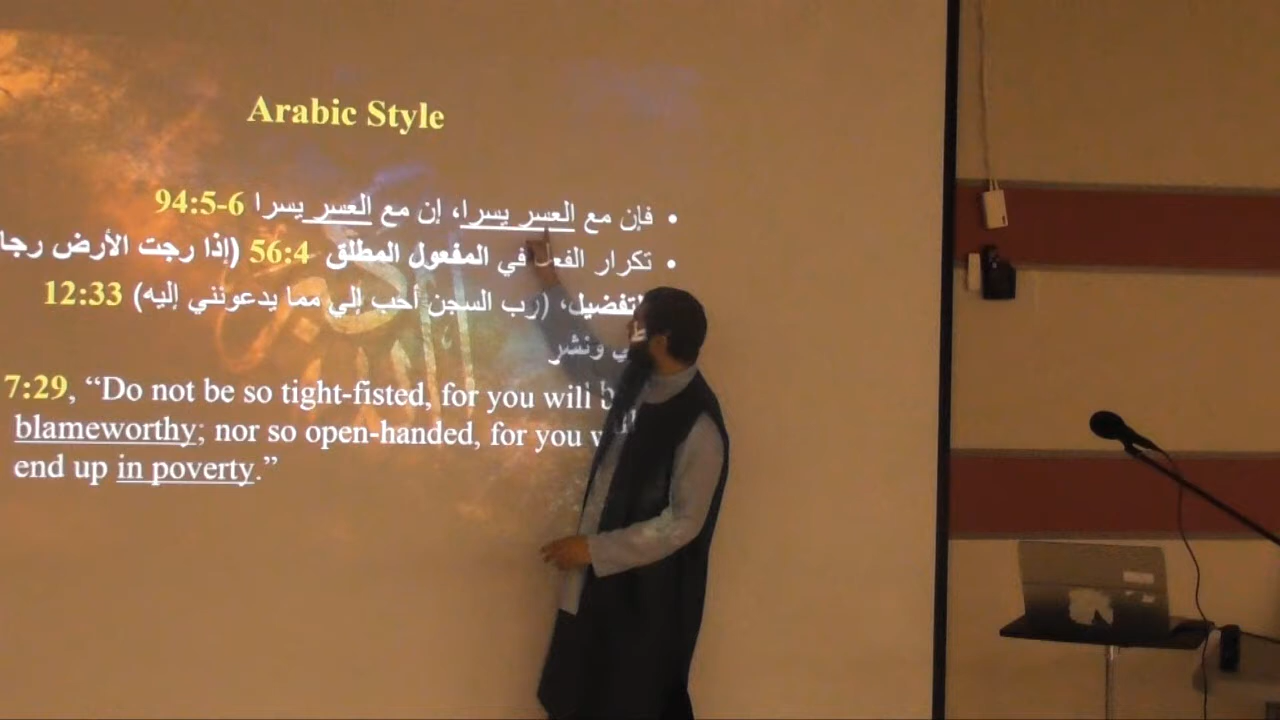 Arabic Style
• فإن مع العسر يسرا، إن مع العسر يسرا 94:5-6
• تكرار الفعل في المفعول المطلق 56:4 (إذا رجت الأرض رجا
التفضيل، (رب السجن أحب إلي مما يدعونني إليه) 12:33
ونشر
7:29, “Do not be so tight-fisted, for you will
blameworthy; nor so open-handed, for you will
end up in poverty.”